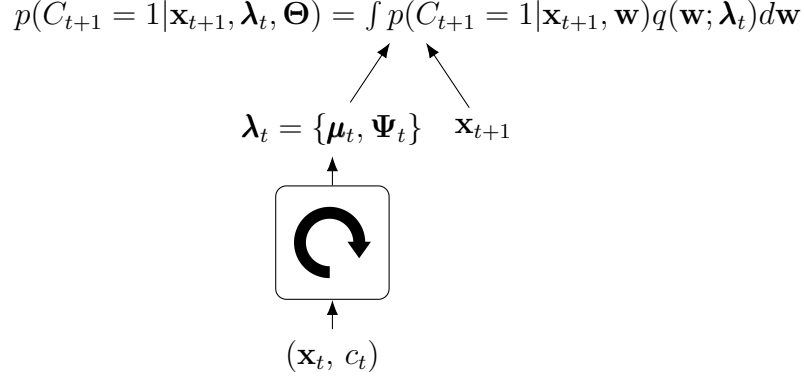 p(C_{t+1} = 1|𝐱_{t+1}, 𝝀_t, 𝚯) = ∫ p(C_{t+1} = 1|𝐱_{t+1}, 𝐰)q(𝐰; 𝝀_t)d𝐰
𝝀_t = {𝝁_t, 𝚿_t} 𝐱_{t+1}
(𝐱_t, c_t)